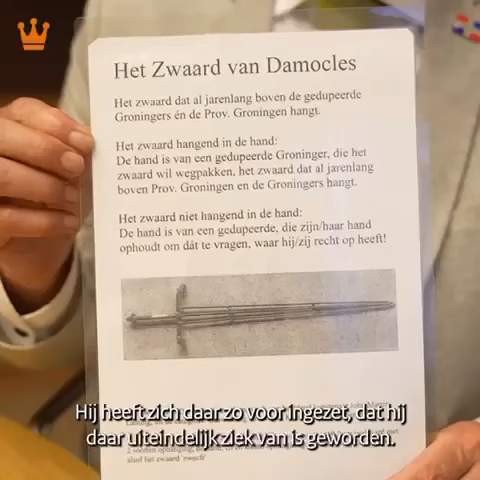 Het Zwaard van Damocles
Het zwaard dat al jarenlang boven de gedupeerde
Groningers én de Prov. Groningen hangt.
Het zwaard hangend in de hand:
De hand is van een gedupeerde Groninger, die het
zwaard wil wegpakken, het zwaard dat al jarenlang
boven Prov. Groningen en de Groningers hangt.
Het zwaard niet hangend in de hand:
De hand is van een gedupeerde, die zijn/haar hand
ophoudt om dát te vragen, waar hij/zij recht op heeft!
Hij heeft zich daar zo voor ingezet, dat hij
daar uiteindelijk ziek van is geworden.
alsof het zwaard 'zweeft'